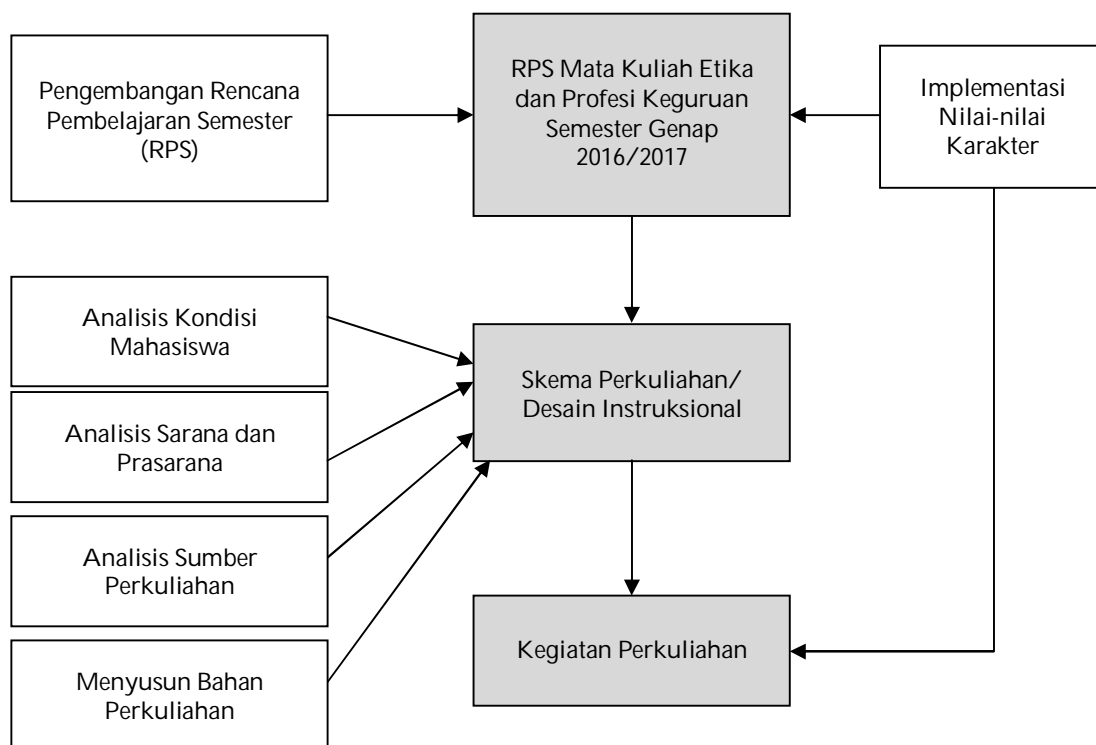 Pengembangan Rencana
Pembelajaran Semester
(RPS)
RPS Mata Kuliah Etika
dan Profesi Keguruan
Semester Genap
2016/2017
Implementasi
Nilai-nilai
Karakter
Analisis Kondisi
Mahasiswa
Analisis Sarana dan
Prasarana
Analisis Sumber
Perkuliahan
Menyusun Bahan
Perkuliahan
Skema Perkuliahan/
Desain Instruksional
Kegiatan Perkuliahan